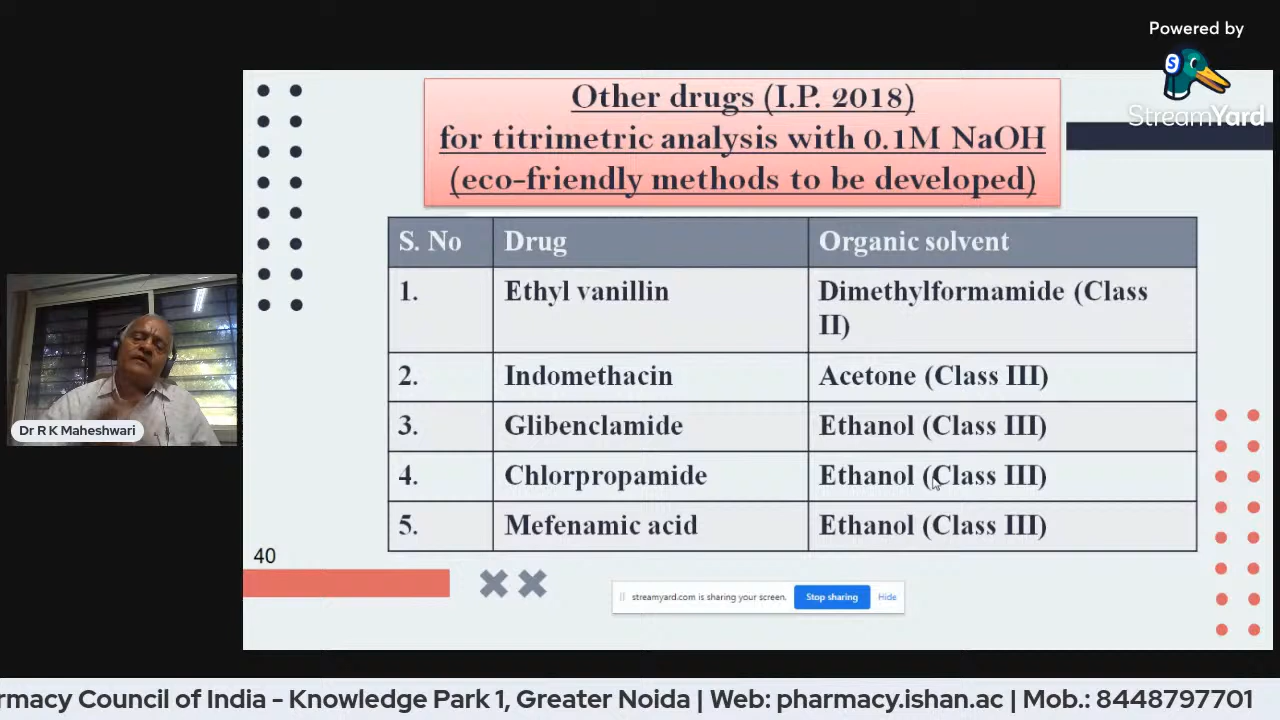 Powered by
StreamYard
Other drugs (I.P. 2018)
for titrimetric analysis with 0.1M NaOH
(eco-friendly methods to be developed)
S. No Drug Organic solvent
1. Ethyl vanillin Dimethylformamide (Class
II)
2. Indomethacin Acetone (Class III)
3. Glibenclamide Ethanol (Class III)
4. Chlorpropamide Ethanol (Class III)
5. Mefenamic acid Ethanol (Class III)
Dr R K Maheshwari
40
streamyard.com is sharing your screen. Stop sharing Hide
rmacy Council of India - Knowledge Park 1, Greater Noida | Web: pharmacy.ishan.ac | Mob.: 8448797701